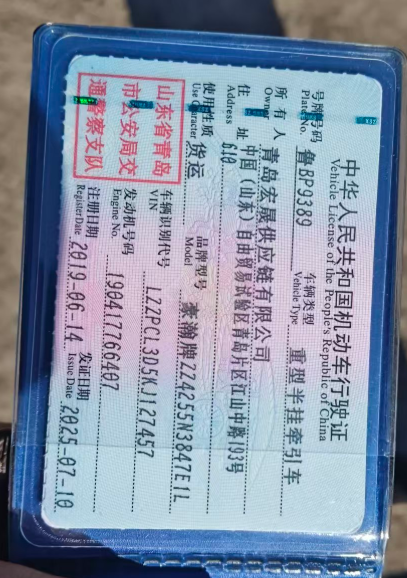 中华人民共和国机动车行驶证
Vehicle License of the People's Republic of China
号牌号码 鲁BP9389 车辆类型 重型半挂牵引车
Plate No. Vehicle Type
所有人 青岛宏晟供应链有限公司
Owner
住址 中国(山东)自由贸易试验区青岛片区江山中路193号
Address 610
使用性质 货运 品牌型号 豪瀚牌ZZ4255N3847E1L
Use Character Model
山东省青岛
市公安局交
通警察支队
车辆识别代号 LZZPCL3D5KJ127457
VIN
发动机号码 190417766407
Engine No.
注册日期 2019-06-14 发证日期 2025-07-10
Register Date Issue Date